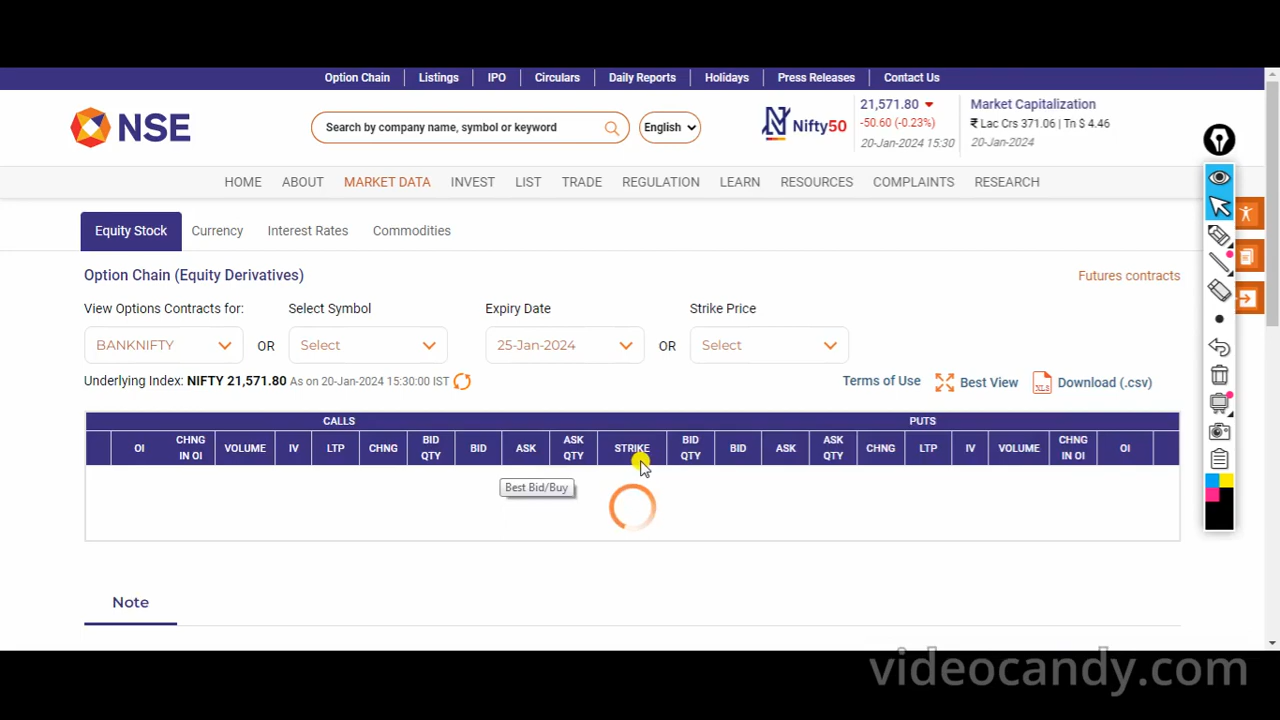 Option Chain
Listings
IPO
Circulars
Daily Reports
Holidays
Press Releases
Contact Us
NSE
Search by company name, symbol or keyword
English
Nifty50
21,571.80
-50.60 (-0.23%)
20-Jan-2024 15:30
Market Capitalization
₹ Lac Crs 371.06 | Tn $ 4.46
20-Jan-2024
HOME
ABOUT
MARKET DATA
INVEST
LIST
TRADE
REGULATION
LEARN
RESOURCES
COMPLAINTS
RESEARCH
Equity Stock
Currency
Interest Rates
Commodities
Option Chain (Equity Derivatives)
Futures contracts
View Options Contracts for:
Select Symbol
Expiry Date
Strike Price
BANKNIFTY
OR
Select
25-Jan-2024
OR
Select
Underlying Index: NIFTY 21,571.80 As on 20-Jan-2024 15:30:00 IST
Terms of Use
Best View
XLS
Download (.csv)
CALLS
PUTS
OI
CHNG
IN OI
VOLUME
IV
LTP
CHNG
BID
QTY
BID
ASK
ASK
QTY
STRIKE
BID
QTY
BID
ASK
ASK
QTY
CHNG
LTP
IV
VOLUME
CHNG
IN OI
OI
Best Bid/Buy
Note
videocandy.com